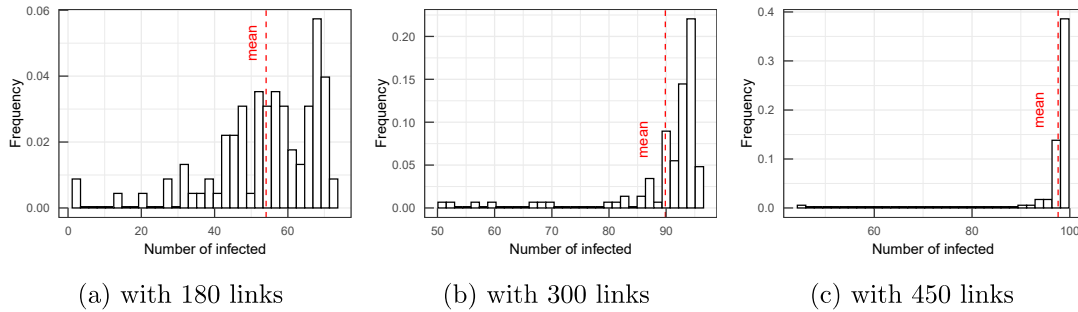 0.06
0.04
0.02
0.00
Frequency
mean
0
20
40
60
Number of infected
(a) with 180 links
0.20
0.15
0.10
0.05
0.00
Frequency
mean
50
60
70
80
90
Number of infected
(b) with 300 links
0.4
0.3
0.2
0.1
0.0
Frequency
mean
60
80
100
Number of infected
(c) with 450 links